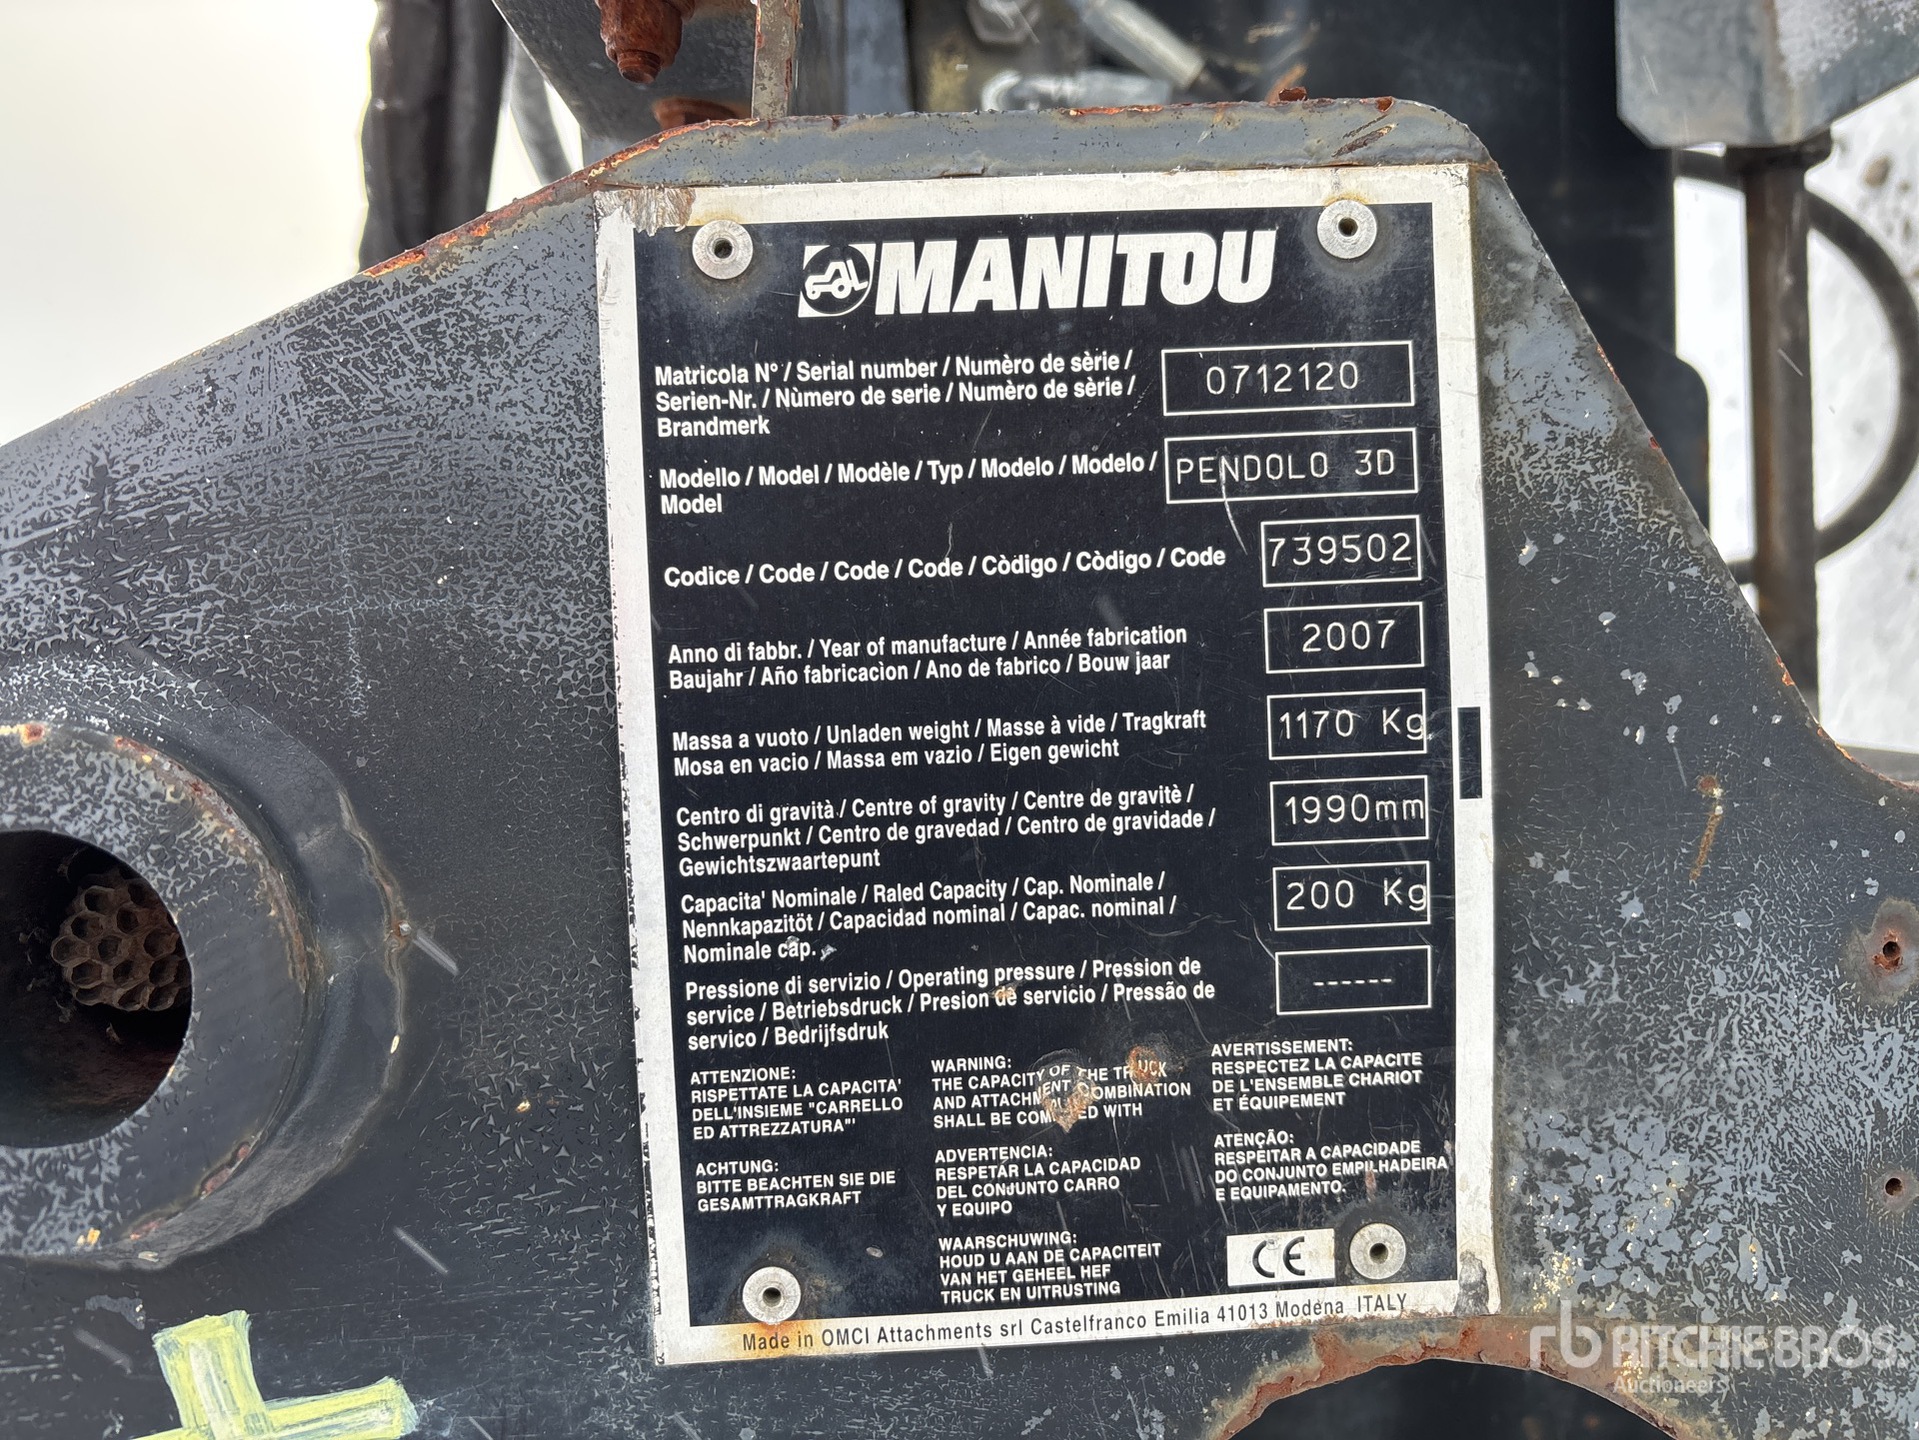 MANITOU
Matricola N° / Serial number / Numèro de sèrie /
Serien-Nr. / Nùmero de serie / Numèro de sèrie /
Brandmerk
0712120
Modello / Model / Modèle / Typ / Modelo / Modelo /
Model
PENDOLO 3D
Codice / Code / Code / Code / Còdigo / Còdigo / Code
739502
Anno di fabbr. / Year of manufacture / Année fabrication
Baujahr / Año fabricaciòn / Ano de fabrico / Bouw jaar
2007
Massa a vuoto / Unladen weight / Masse à vide / Tragkraft
Mosa en vacio / Massa em vazio / Eigen gewicht
1170 Kg
Centro di gravità / Centre of gravity / Centre de gravitè /
Schwerpunkt / Centro de gravedad / Centro de gravidade /
Gewichtszwaartepunt
1990mm
Capacita' Nominale / Raled Capacity / Cap. Nominale /
Nennkapazitöt / Capacidad nominal / Capac. nominal /
Nominale cap.
200 Kg
Pressione di servizio / Operating pressure / Pression de
service / Betriebsdruck / Presion de servicio / Pressão de
servico / Bedrijfsdruk
------
ATTENZIONE:
RISPETTATE LA CAPACITA'
DELL'INSIEME "CARRELLO
ED ATTREZZATURA"'
WARNING:
THE CAPACITY OF THE TRUCK
AND ATTACHMENT COMBINATION
SHALL BE COMPLIED WITH
AVERTISSEMENT:
RESPECTEZ LA CAPACITE
DE L'ENSEMBLE CHARIOT
ET ÉQUIPEMENT
ACHTUNG:
BITTE BEACHTEN SIE DIE
GESAMTTRAGKRAFT
ADVERTENCIA:
RESPETAR LA CAPACIDAD
DEL CONJUNTO CARRO
Y EQUIPO
ATENÇÃO:
RESPEITAR A CAPACIDADE
DO CONJUNTO EMPILHADEIRA
E EQUIPAMENTO.
WAARSCHUWING:
HOUD U AAN DE CAPACITEIT
VAN HET GEHEEL HEF
TRUCK EN UITRUSTING
CE
Made in OMCI Attachments srl Castelfranco Emilia 41013 Modena ITALY
rb RITCHIE BROS.
Auctioneers